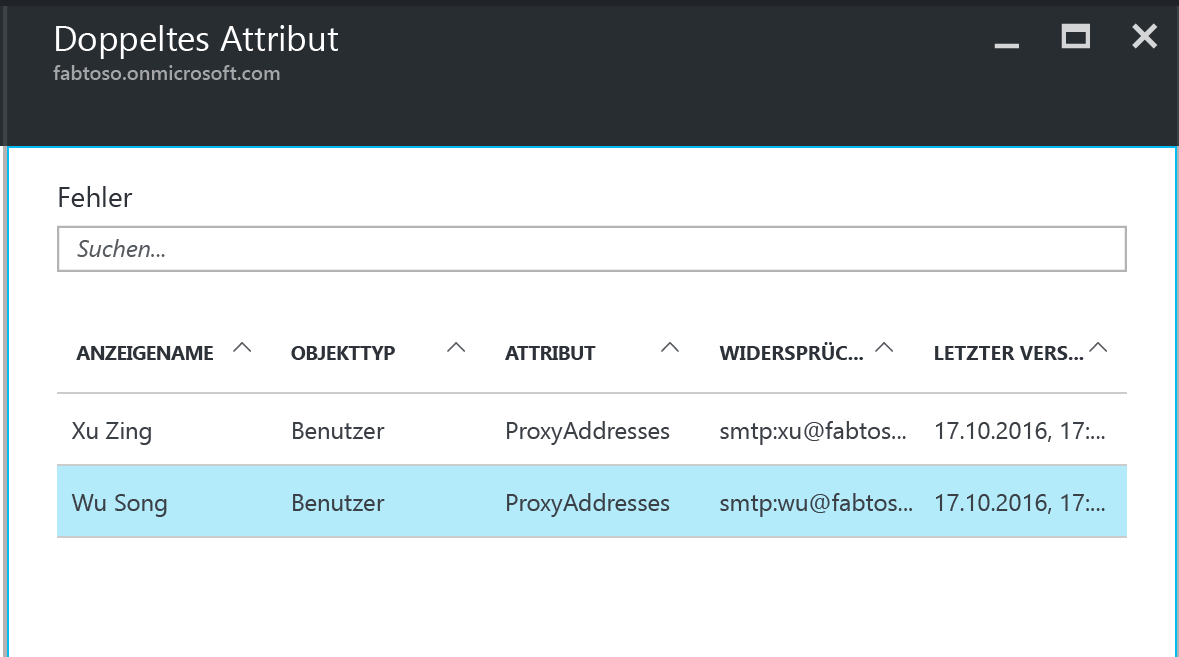 Doppeltes Attribut
fabtoso.onmicrosoft.com
Fehler
Suchen...
ANZEIGENAME OBJEKTTYP ATTRIBUT WIDERSPRÜC... LETZTER VERS...
Xu Zing Benutzer ProxyAddresses smtp:xu@fabtos... 17.10.2016, 17:...
Wu Song Benutzer ProxyAddresses smtp:wu@fabtos... 17.10.2016, 17:...